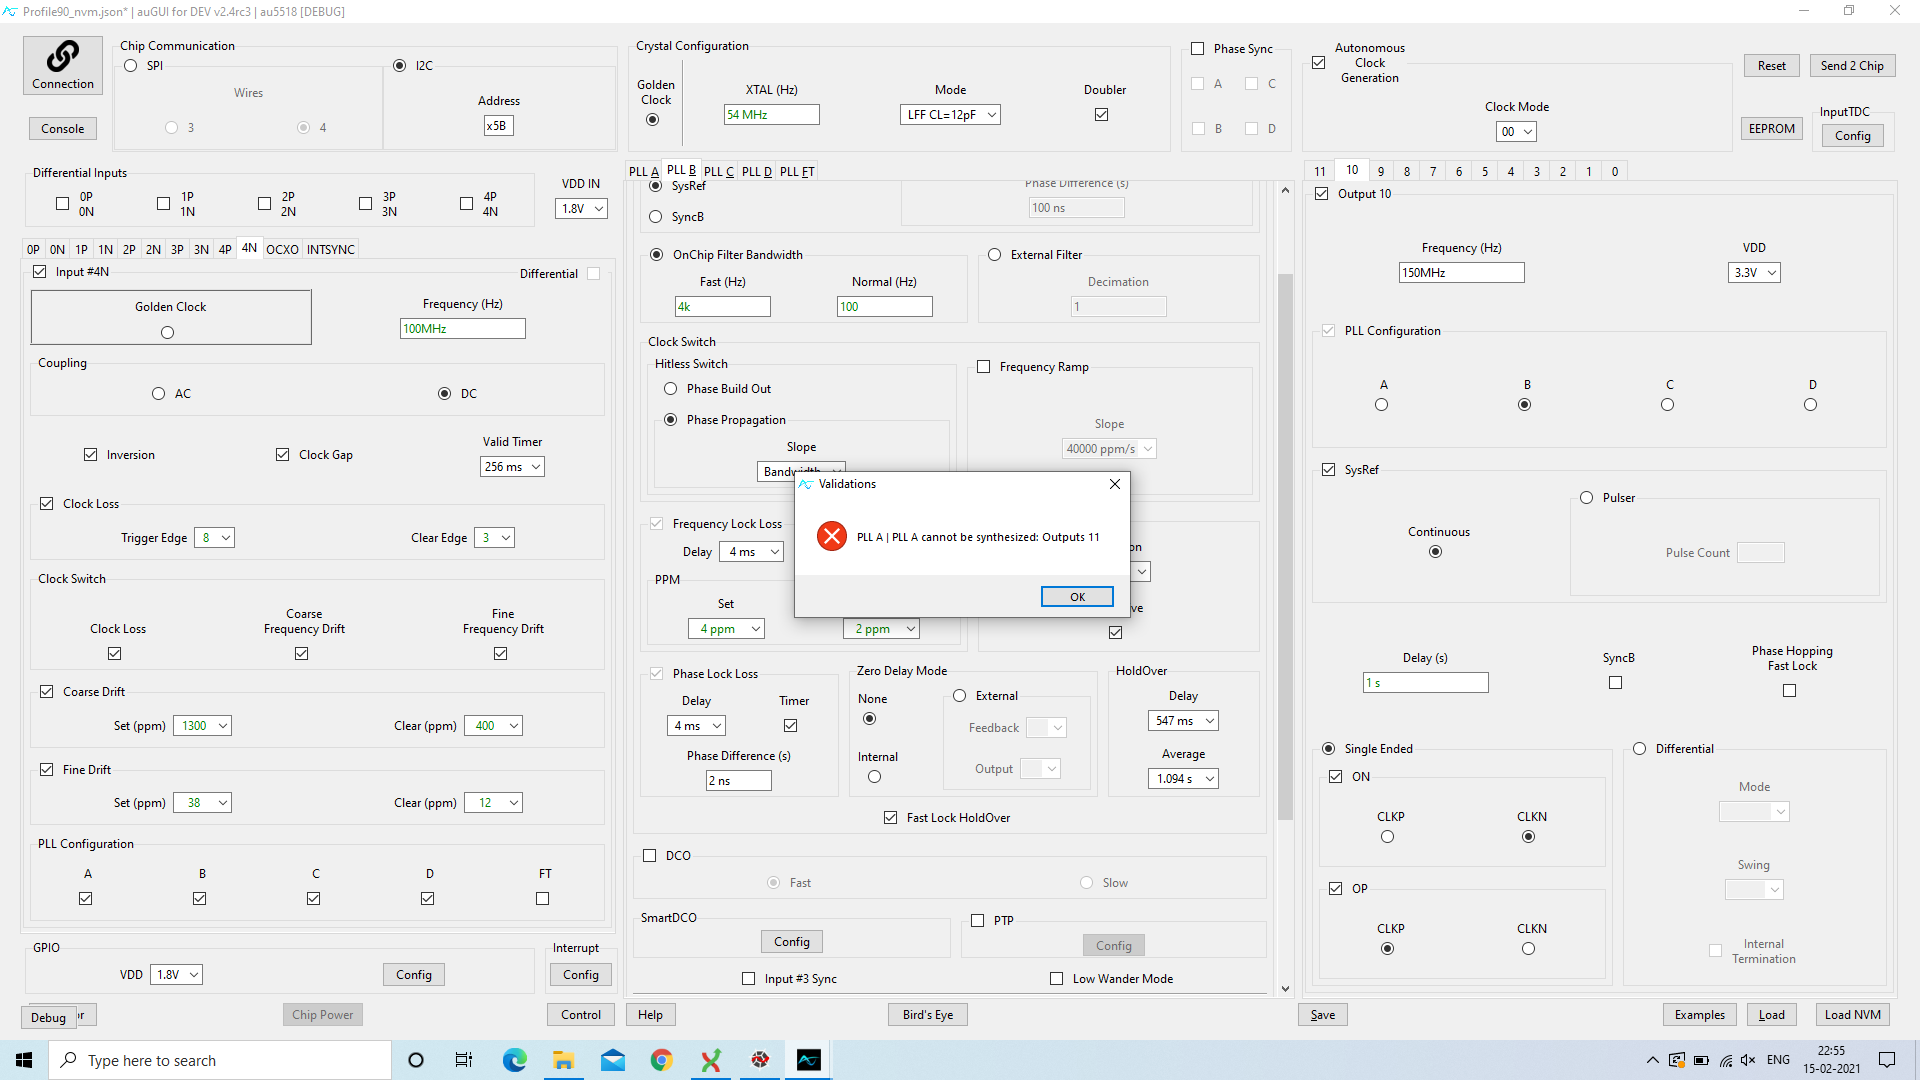 Profile90_nvm.json* | auGUI for DEV v2.4rc3 | au5518 [DEBUG]
Connection
Console
Chip Communication
SPI
Wires
3
4
I2C
Address
x5B
Crystal Configuration
Golden
Clock
XTAL (Hz)
54 MHz
Mode
LFF CL=12pF
Doubler
Phase Sync
A
C
B
D
Autonomous
Clock
Generation
Clock Mode
00
Reset
Send 2 Chip
EEPROM
InputTDC
Config
Differential Inputs
0P
0N
1P
1N
2P
2N
3P
3N
4P
4N
VDD IN
1.8V
0P 0N 1P 1N 2P 2N 3P 3N 4P 4N OCXO INTSYNC
Input #4N
Differential
Golden Clock
Frequency (Hz)
100MHz
Coupling
AC
DC
Inversion
Clock Gap
Valid Timer
256 ms
Clock Loss
Trigger Edge 8
Clear Edge 3
Clock Switch
Clock Loss
Coarse
Frequency Drift
Fine
Frequency Drift
Coarse Drift
Set (ppm) 1300
Clear (ppm) 400
Fine Drift
Set (ppm) 38
Clear (ppm) 12
PLL Configuration
A
B
C
D
FT
GPIO
VDD 1.8V
Config
Interrupt
Config
PLL A PLL B PLL C PLL D PLL FT
SysRef
SyncB
Phase Difference (s)
100 ns
OnChip Filter Bandwidth
Fast (Hz)
4k
Normal (Hz)
100
External Filter
Decimation
1
Clock Switch
Hitless Switch
Phase Build Out
Phase Propagation
Slope
Bandwidth
Frequency Ramp
Slope
40000 ppm/s
Validations
PLL A | PLL A cannot be synthesized: Outputs 11
OK
Frequency Lock Loss
Delay 4 ms
PPM
Set
4 ppm
2 ppm
on
ve
Phase Lock Loss
Delay
4 ms
Timer
Phase Difference (s)
2 ns
Zero Delay Mode
None
Internal
External
Feedback
Output
HoldOver
Delay
547 ms
Average
1.094 s
Fast Lock HoldOver
DCO
Fast
Slow
SmartDCO
Config
PTP
Config
Input #3 Sync
Low Wander Mode
11 10 9 8 7 6 5 4 3 2 1 0
Output 10
Frequency (Hz)
150MHz
VDD
3.3V
PLL Configuration
A
B
C
D
SysRef
Continuous
Pulser
Pulse Count
Delay (s)
1 s
SyncB
Phase Hopping
Fast Lock
Single Ended
ON
CLKP
CLKN
OP
CLKP
CLKN
Differential
Mode
Swing
Internal
Termination
Debug
r
Chip Power
Control
Help
Bird's Eye
Save
Examples
Load
Load NVM
Type here to search
ENG
22:55
15-02-2021